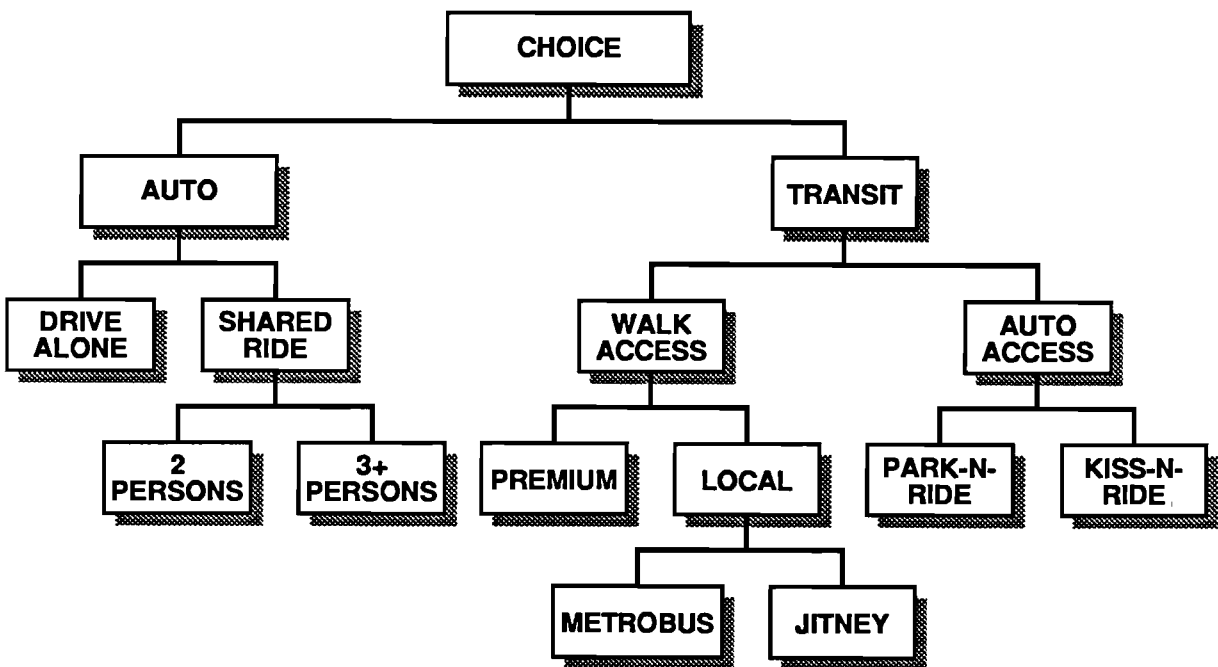 CHOICE
AUTO
TRANSIT
DRIVE
ALONE
SHARED
RIDE
WALK
ACCESS
AUTO
ACCESS
2
PERSONS
3+
PERSONS
PREMIUM
LOCAL
PARK-N-
RIDE
KISS-N-
RIDE
METROBUS
JITNEY